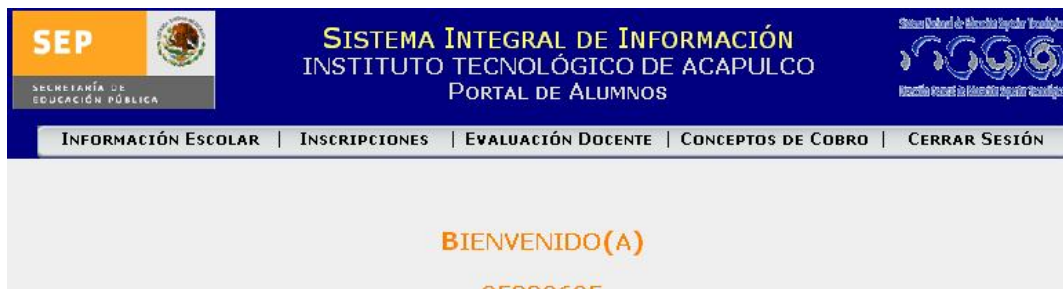 SEP
SECRETARÍA DE
EDUCACIÓN PÚBLICA
SISTEMA INTEGRAL DE INFORMACIÓN
INSTITUTO TECNOLÓGICO DE ACAPULCO
PORTAL DE ALUMNOS
INFORMACIÓN ESCOLAR | INSCRIPCIONES | EVALUACIÓN DOCENTE | CONCEPTOS DE COBRO | CERRAR SESIÓN
BIENVENIDO(A)